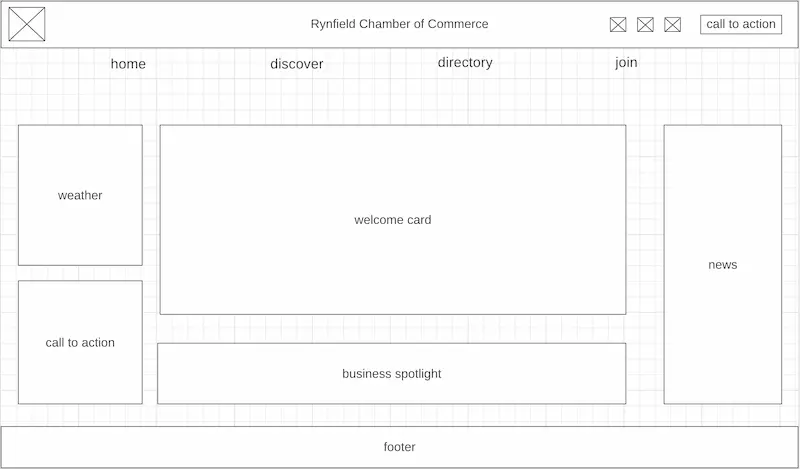 Rynfield Chamber of Commerce
call to action
home
discover
directory
join
weather
welcome card
news
call to action
business spotlight
footer